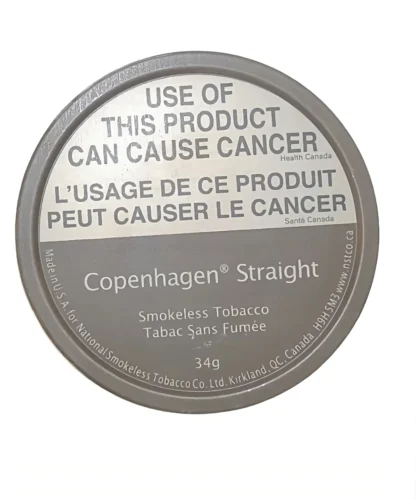 USE OF
THIS PRODUCT
CAN CAUSE CANCER
Health Canada
L'USAGE DE CE PRODUIT
PEUT CAUSER LE CANCER
Santé Canada
Copenhagen® Straight
Smokeless Tobacco
Tabac Sans Fumée
34g
Made in U.S.A. for National Smokeless Tobacco Co. Ltd. Kirkland, QC, Canada H9H 5M3 www.nstco.ca